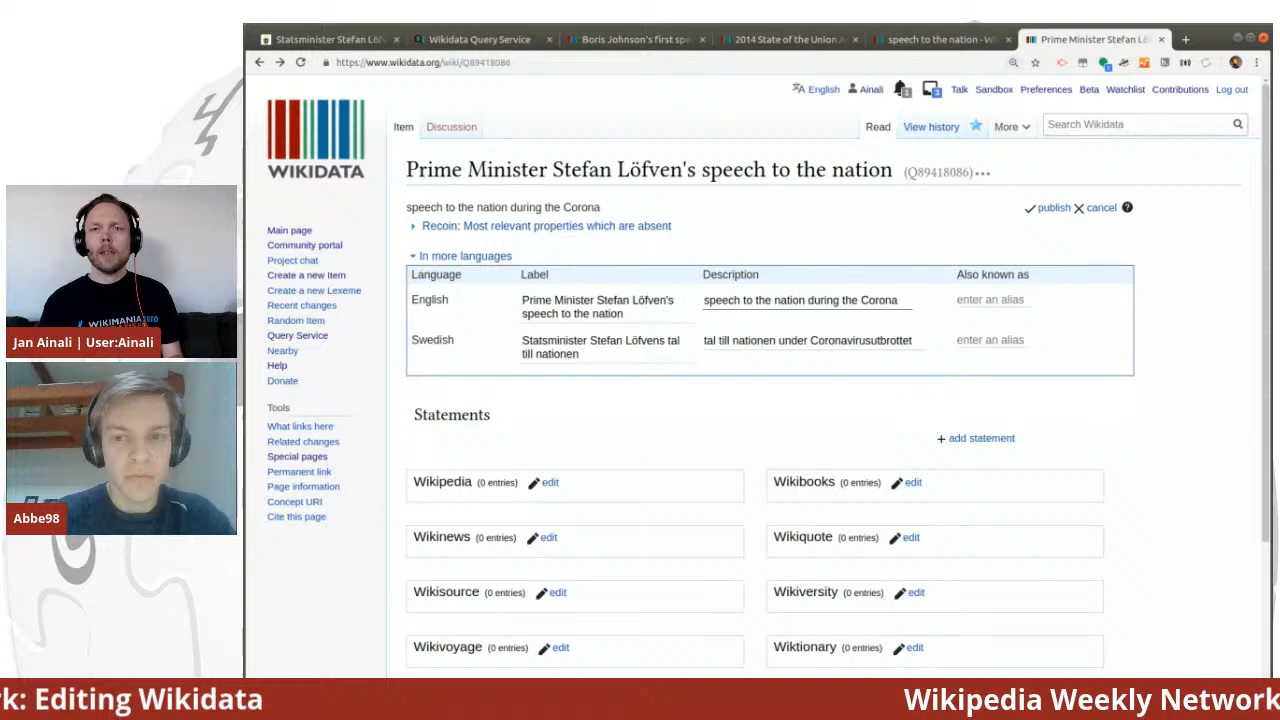 Statsminister Stefan Löf
Wikidata Query Service
Boris Johnson's first spe
2014 State of the Union A
speech to the nation - W
Prime Minister Stefan Lö
https://www.wikidata.org/wiki/Q89418086
English
Ainali
1
3
Talk
Sandbox
Preferences
Beta
Watchlist
Contributions
Log out
WIKIDATA
Item
Discussion
Read
View history
More
Search Wikidata
Prime Minister Stefan Löfven's speech to the nation (Q89418086)
speech to the nation during the Corona
publish
cancel
Recoin: Most relevant properties which are absent
In more languages
Language Label Description Also known as
English
Prime Minister Stefan Löfven's
speech to the nation
speech to the nation during the Corona
enter an alias
Swedish
Statsminister Stefan Löfvens tal
till nationen
tal till nationen under Coronavirusutbrottet
enter an alias
Statements
+ add statement
Wikipedia (0 entries) edit
Wikibooks (0 entries) edit
Wikinews (0 entries) edit
Wikiquote (0 entries) edit
Wikisource (0 entries) edit
Wikiversity (0 entries) edit
Wikivoyage (0 entries) edit
Wiktionary (0 entries) edit
Main page
Community portal
Project chat
Create a new Item
Create a new Lexeme
Recent changes
Random Item
Query Service
Nearby
Help
Donate
Tools
What links here
Related changes
Special pages
Permanent link
Page information
Concept URI
Cite this page
WIKIMANIA
Jan Ainali | User:Ainali
Abbe98
k: Editing Wikidata
Wikipedia Weekly Network